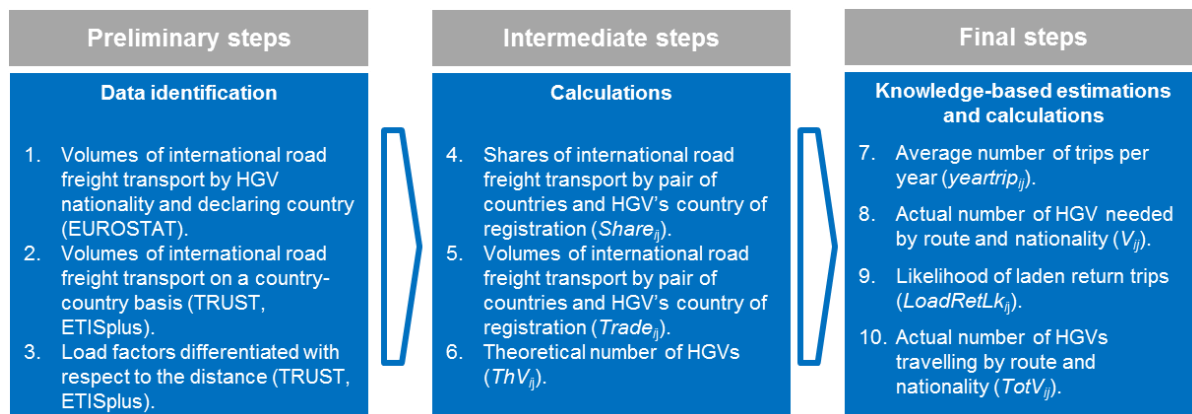 Preliminary steps
Data identification
1. Volumes of international road
freight transport by HGV
nationality and declaring country
(EUROSTAT).
2. Volumes of international road
freight transport on a country-
country basis (TRUST,
ETISplus).
3. Load factors differentiated with
respect to the distance (TRUST,
ETISplus).
Intermediate steps
Calculations
4. Shares of international road
freight transport by pair of
countries and HGV's country of
registration (Shareij).
5. Volumes of international road
freight transport by pair of
countries and HGV's country of
registration (Tradeij).
6. Theoretical number of HGVs
(ThVij).
Final steps
Knowledge-based estimations
and calculations
7. Average number of trips per
year (yeartripij).
8. Actual number of HGV needed
by route and nationality (Vij).
9. Likelihood of laden return trips
(LoadRetLkij).
10. Actual number of HGVs
travelling by route and
nationality (TotVij).